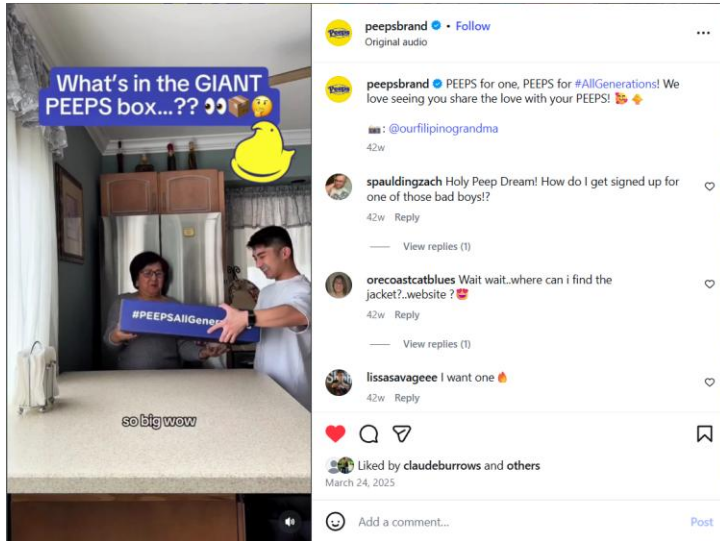 What's in the GIANT
PEEPS box...?? 👀📦🤔
#PEEPSAllGener
so big wow
peepsbrand • Follow
Original audio
peepsbrand PEEPS for one, PEEPS for #AllGenerations! We
love seeing you share the love with your PEEPS! 🥰 🐥
📷: @ourfilipinograndma
42w
spauldingzach Holy Peep Dream! How do I get signed up for
one of those bad boys!?
42w Reply
View replies (1)
orecoastcatblues Wait wait..where can i find the
jacket?..website ?😍
42w Reply
View replies (1)
lissasavageee I want one 🔥
42w Reply
Liked by claudeburrows and others
March 24, 2025
Add a comment...
Post